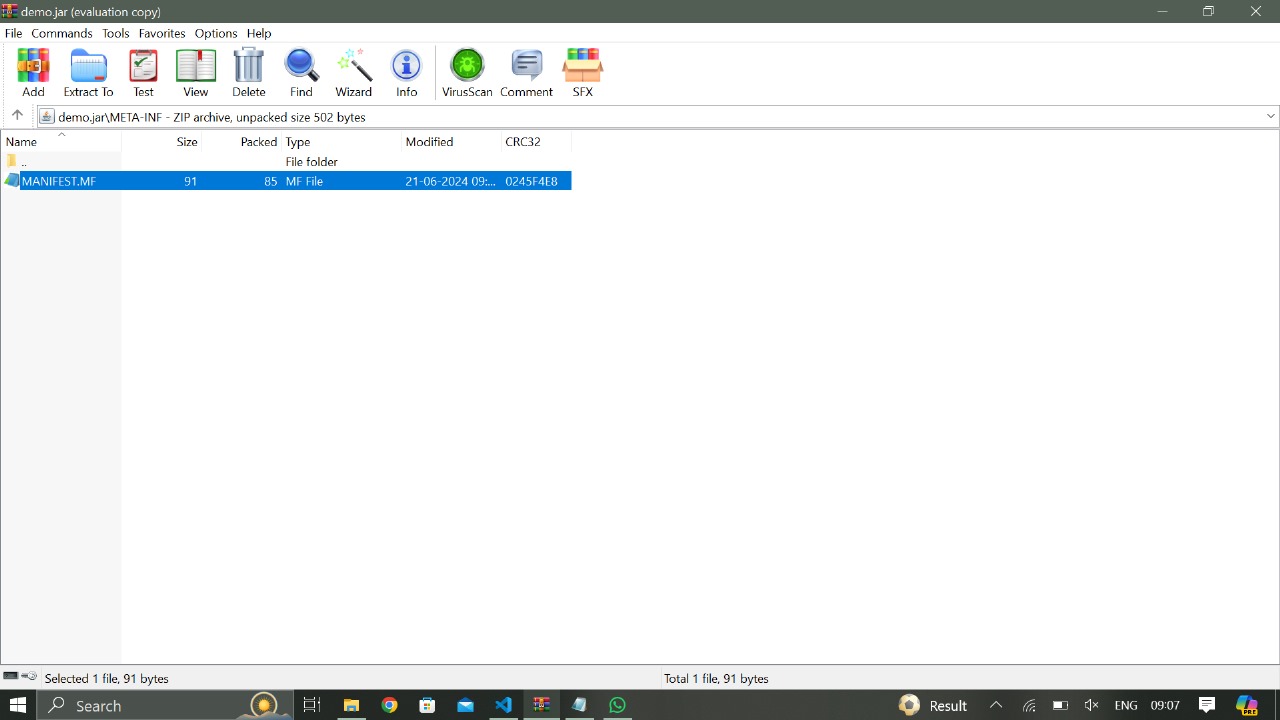 demo.jar (evaluation copy)
File Commands Tools Favorites Options Help
Add Extract To Test View Delete Find Wizard Info VirusScan Comment SFX
demo.jar\META-INF - ZIP archive, unpacked size 502 bytes
Name Size Packed Type Modified CRC32
.. File folder
MANIFEST.MF 91 85 MF File 21-06-2024 09:... 0245F4E8
Selected 1 file, 91 bytes Total 1 file, 91 bytes
Search Result ENG 09:07 PRE